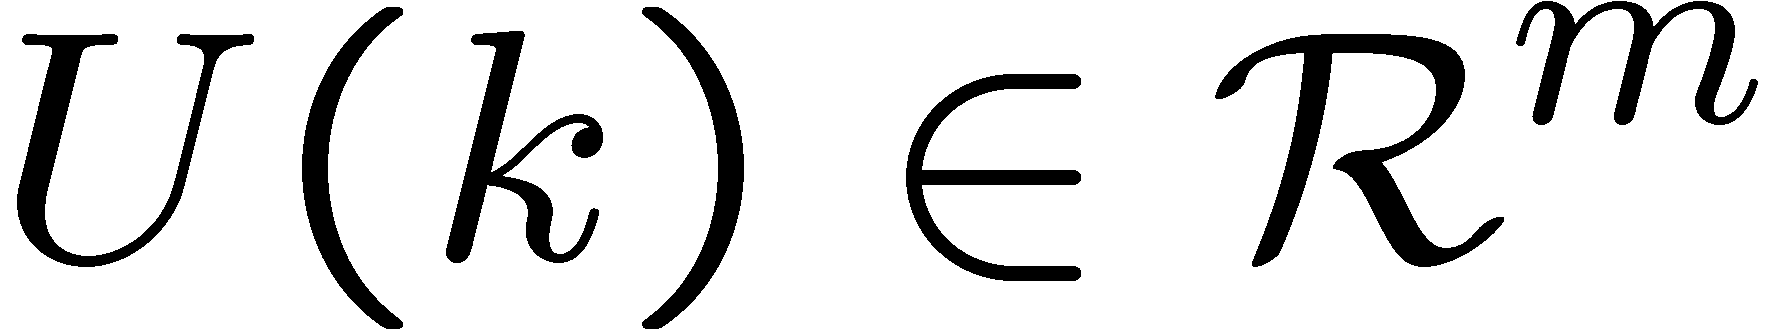 U(k) ∈ ℛ^m